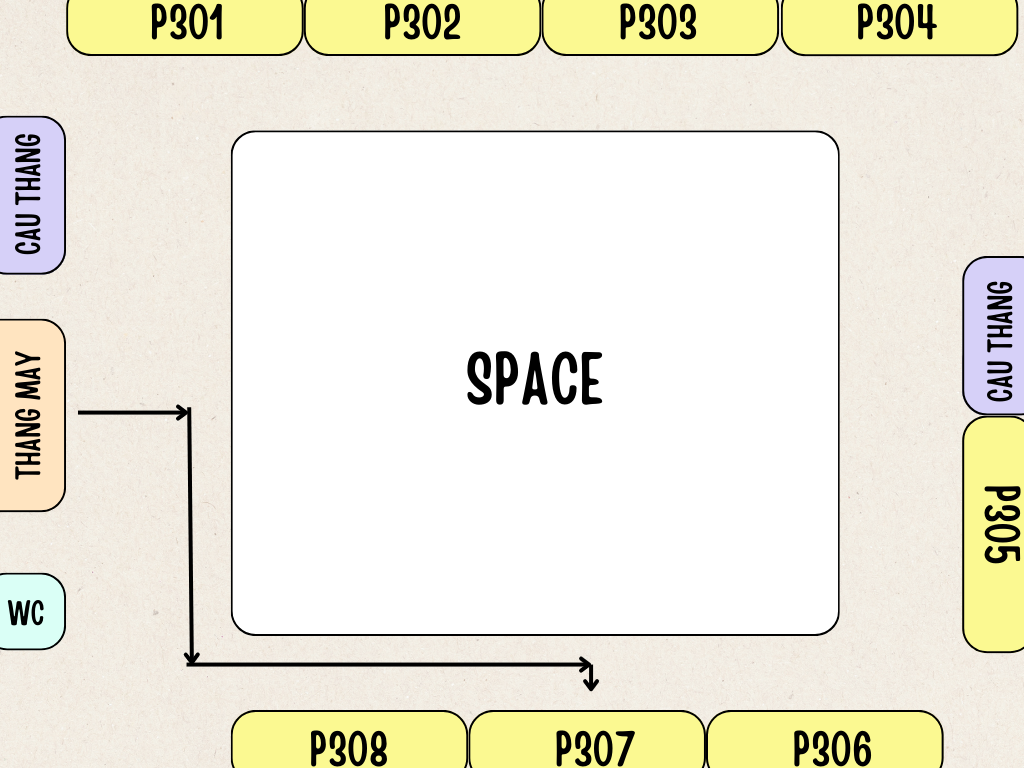 P301
P302
P303
P304
CAU THANG
THANG MAY
WC
SPACE
CAU THANG
P305
P308
P307
P306